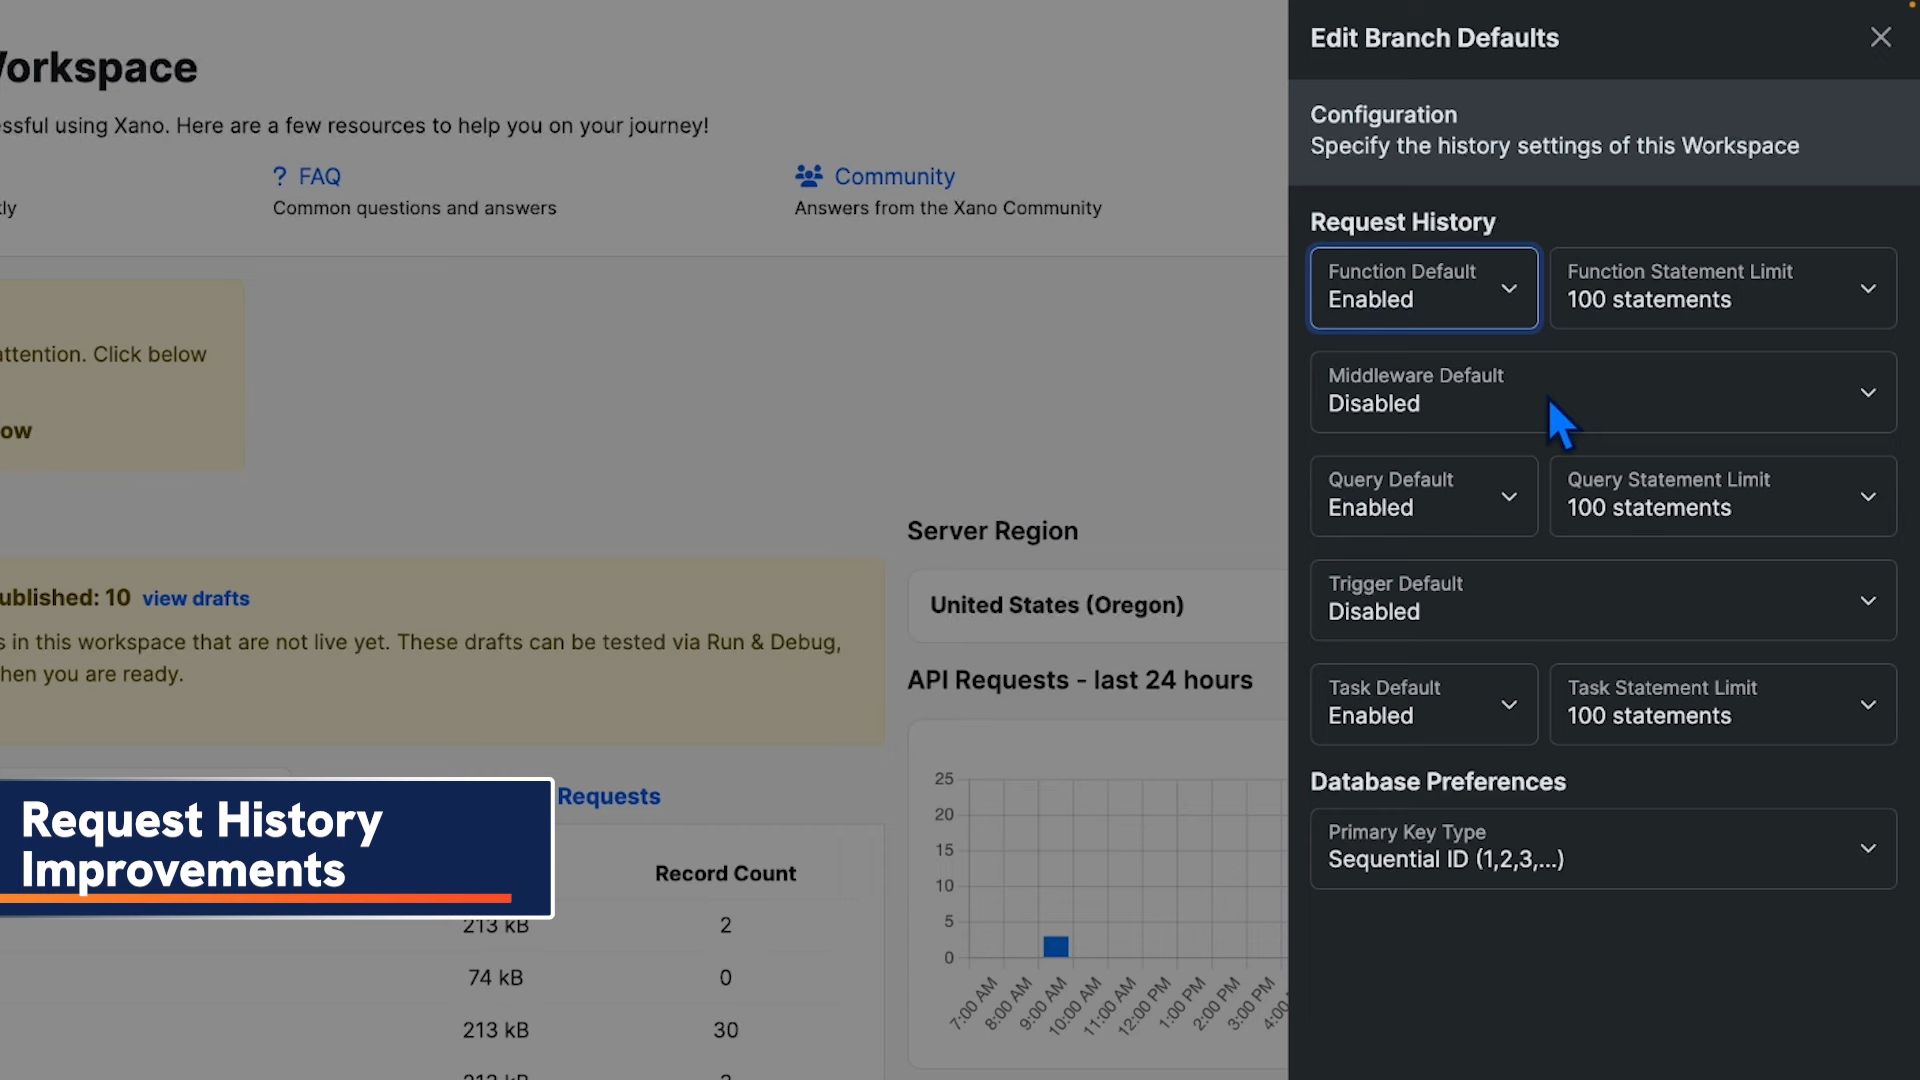 orkspace
ssful using Xano. Here are a few resources to help you on your journey!
? FAQ
Common questions and answers
Community
Answers from the Xano Community
attention. Click below
ow
ublished: 10 view drafts
s in this workspace that are not live yet. These drafts can be tested via Run & Debug,
hen you are ready.
Requests
Record Count
213 kB 2
74 kB 0
213 kB 30
Request History
Improvements
Server Region
United States (Oregon)
API Requests - last 24 hours
25
20
15
10
5
0
7:00 AM
8:00 AM
9:00 AM
10:00 AM
11:00 AM
12:00 PM
1:00 PM
2:00 PM
3:00 PM
4:00
Edit Branch Defaults
Configuration
Specify the history settings of this Workspace
Request History
Function Default
Enabled
Function Statement Limit
100 statements
Middleware Default
Disabled
Query Default
Enabled
Query Statement Limit
100 statements
Trigger Default
Disabled
Task Default
Enabled
Task Statement Limit
100 statements
Database Preferences
Primary Key Type
Sequential ID (1,2,3,...)